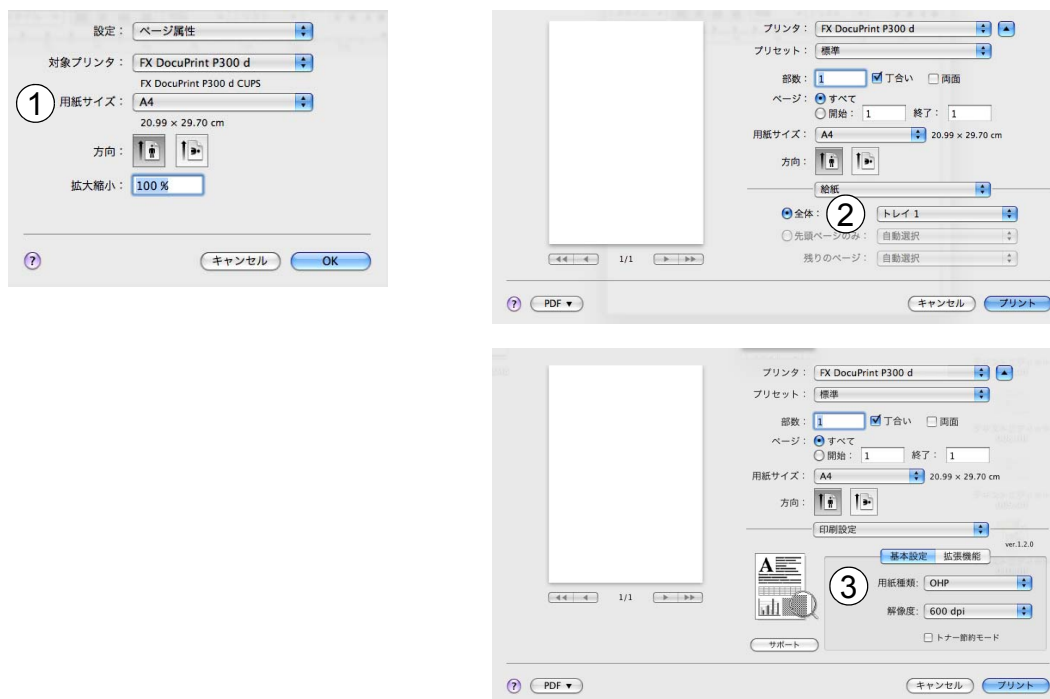 設定： ページ属性
対象プリンタ： FX DocuPrint P300 d
FX DocuPrint P300 d CUPS
① 用紙サイズ： A4
20.99 × 29.70 cm
方向：
拡大縮小： 100 %
? キャンセル OK
プリンタ： FX DocuPrint P300 d
プリセット： 標準
部数： 1 丁合い 両面
ページ： すべて
開始： 1 終了： 1
用紙サイズ： A4 20.99 × 29.70 cm
方向：
給紙
全体： ② トレイ 1
先頭ページのみ： 自動選択
1/1 残りのページ： 自動選択
? PDF ▼ キャンセル プリント
プリンタ： FX DocuPrint P300 d
プリセット： 標準
部数： 1 丁合い 両面
ページ： すべて
開始： 1 終了： 1
用紙サイズ： A4 20.99 × 29.70 cm
方向：
印刷設定
ver.1.2.0
基本設定 拡張機能
A
③ 用紙種類: OHP
1/1 解像度: 600 dpi
トナー節約モード
サポート
? PDF ▼ キャンセル プリント